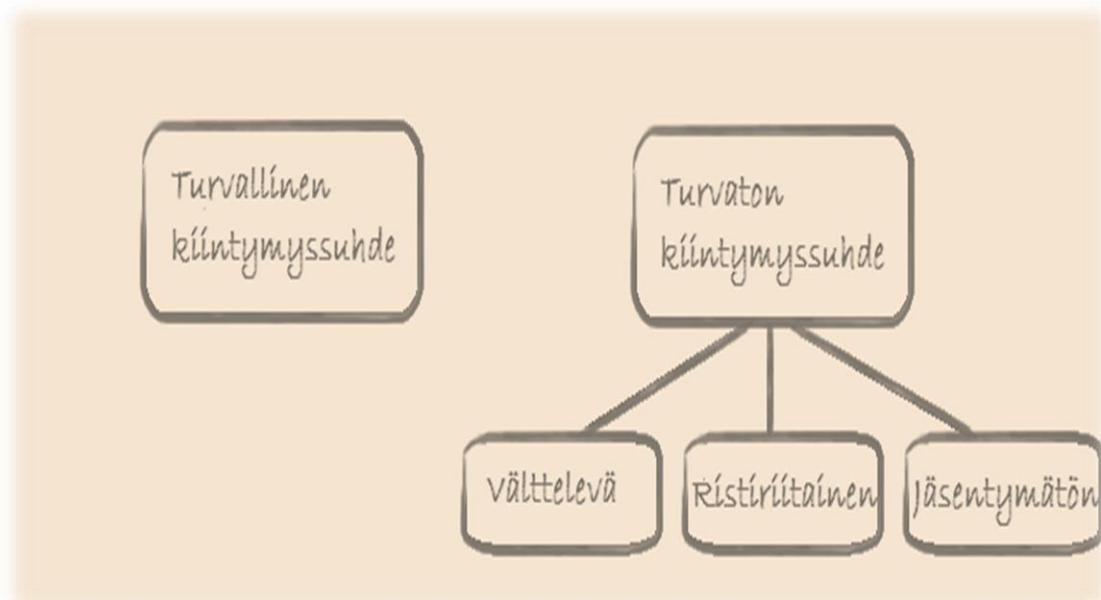 Turvallinen
kiintymyssuhde
Turvaton
kiintymyssuhde
Välttelevä
Ristiriitainen
Jäsentymätön